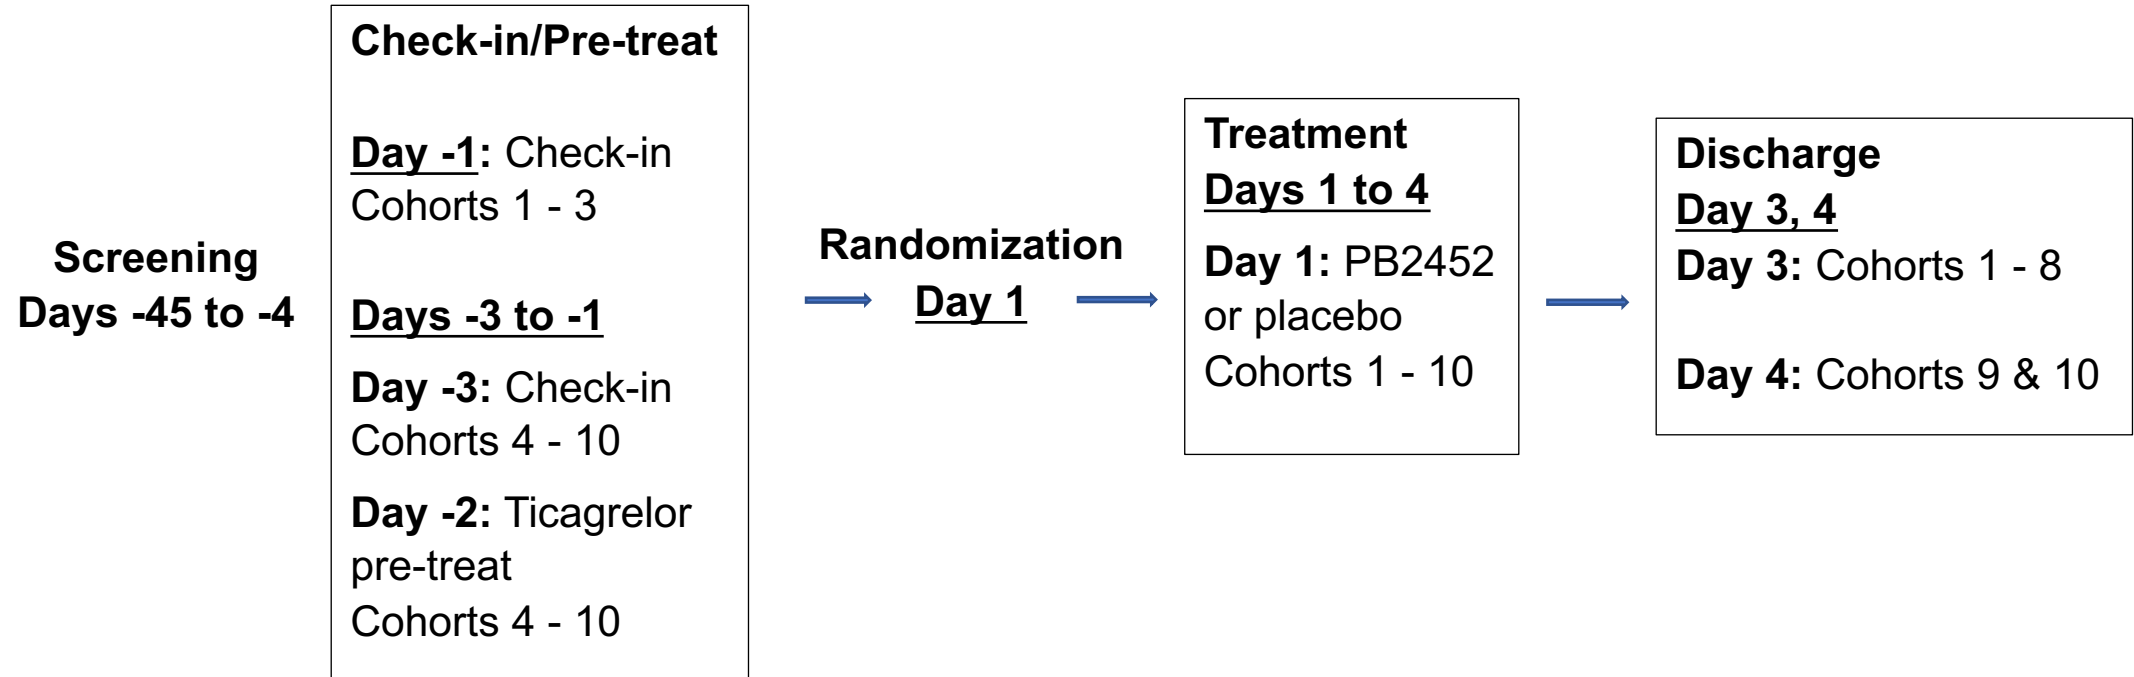 Screening
Days -45 to -4
Check-in/Pre-treat
Day -1: Check-in
Cohorts 1 - 3
Days -3 to -1
Day -3: Check-in
Cohorts 4 - 10
Day -2: Ticagrelor
pre-treat
Cohorts 4 - 10
Randomization
Day 1
Treatment
Days 1 to 4
Day 1: PB2452
or placebo
Cohorts 1 - 10
Discharge
Day 3, 4
Day 3: Cohorts 1 - 8
Day 4: Cohorts 9 & 10